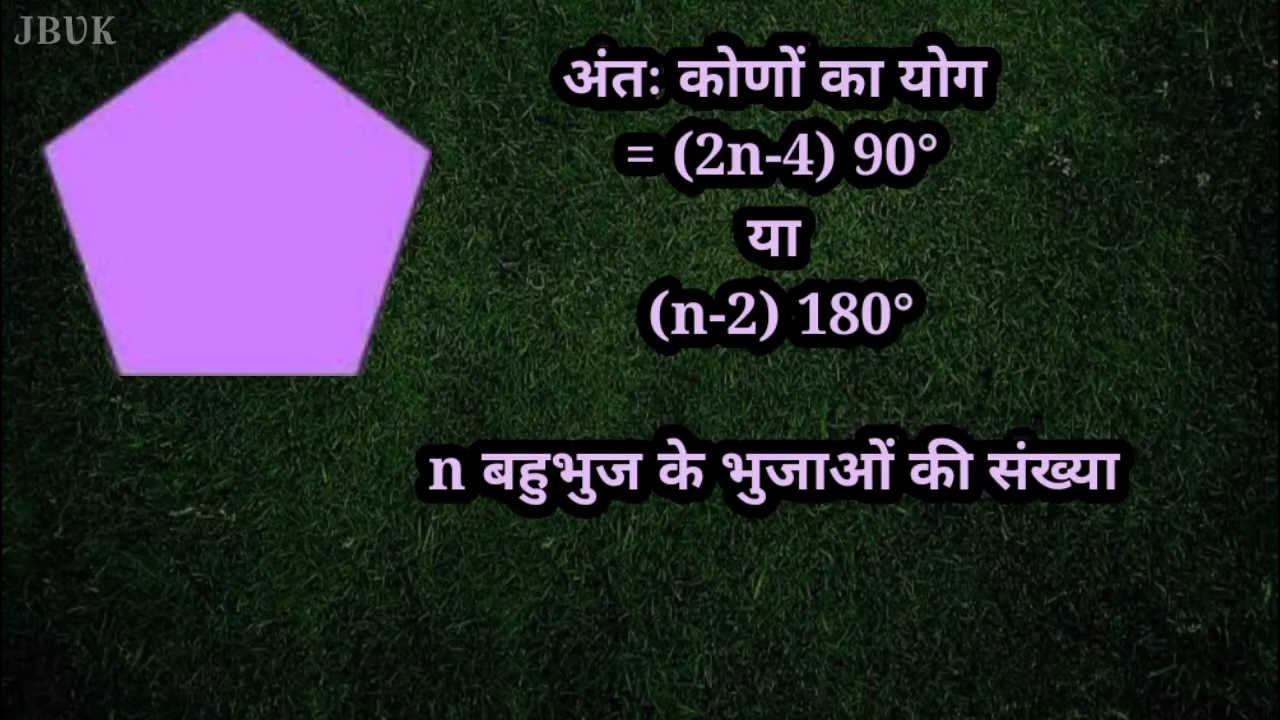 JBUK
अंतः कोणों का योग
= (2n-4) 90°
या
(n-2) 180°
n बहुभुज के भुजाओं की संख्या